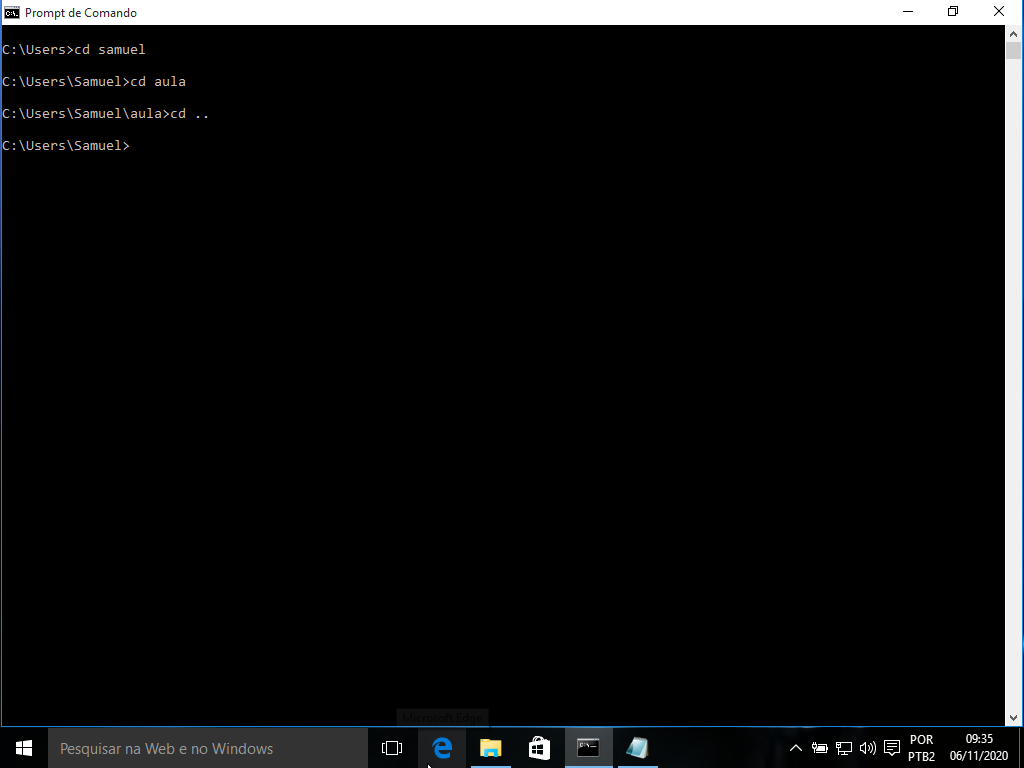 Prompt de Comando
C:\Users>cd samuel
C:\Users\Samuel>cd aula
C:\Users\Samuel\aula>cd ..
C:\Users\Samuel>
Microsoft Edge
Pesquisar na Web e no Windows
POR
PTB2
09:35
06/11/2020